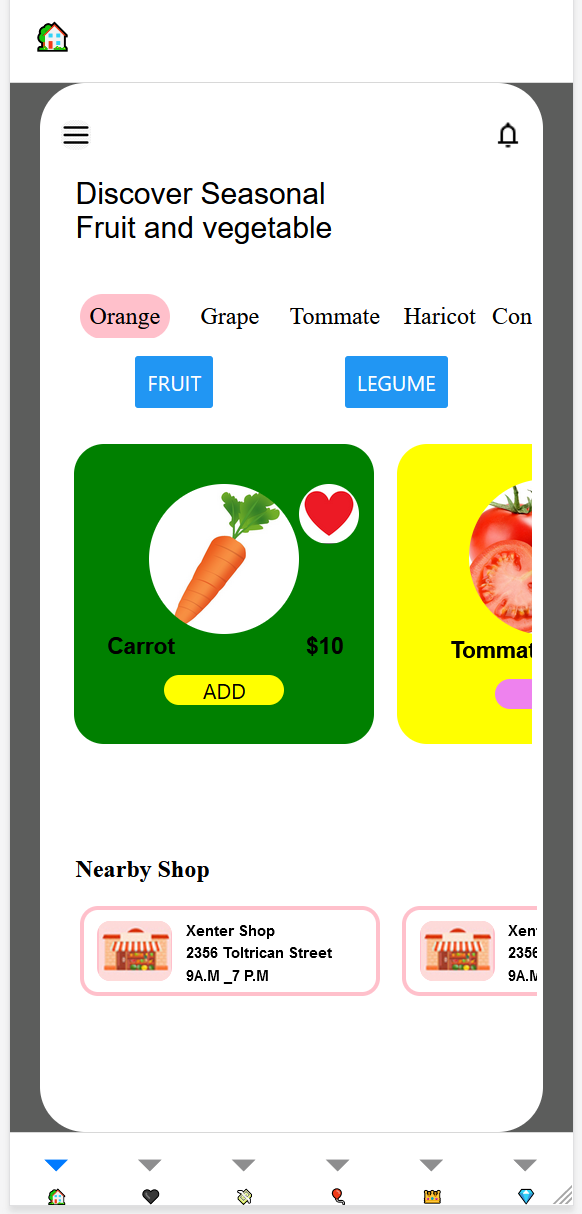 Discover Seasonal
Fruit and vegetable
Orange Grape Tommate Haricot Con
FRUIT LEGUME
Carrot $10
ADD
Tommat
Nearby Shop
Xenter Shop
2356 Toltrican Street
9A.M _7 P.M
Xent
2356
9A.M